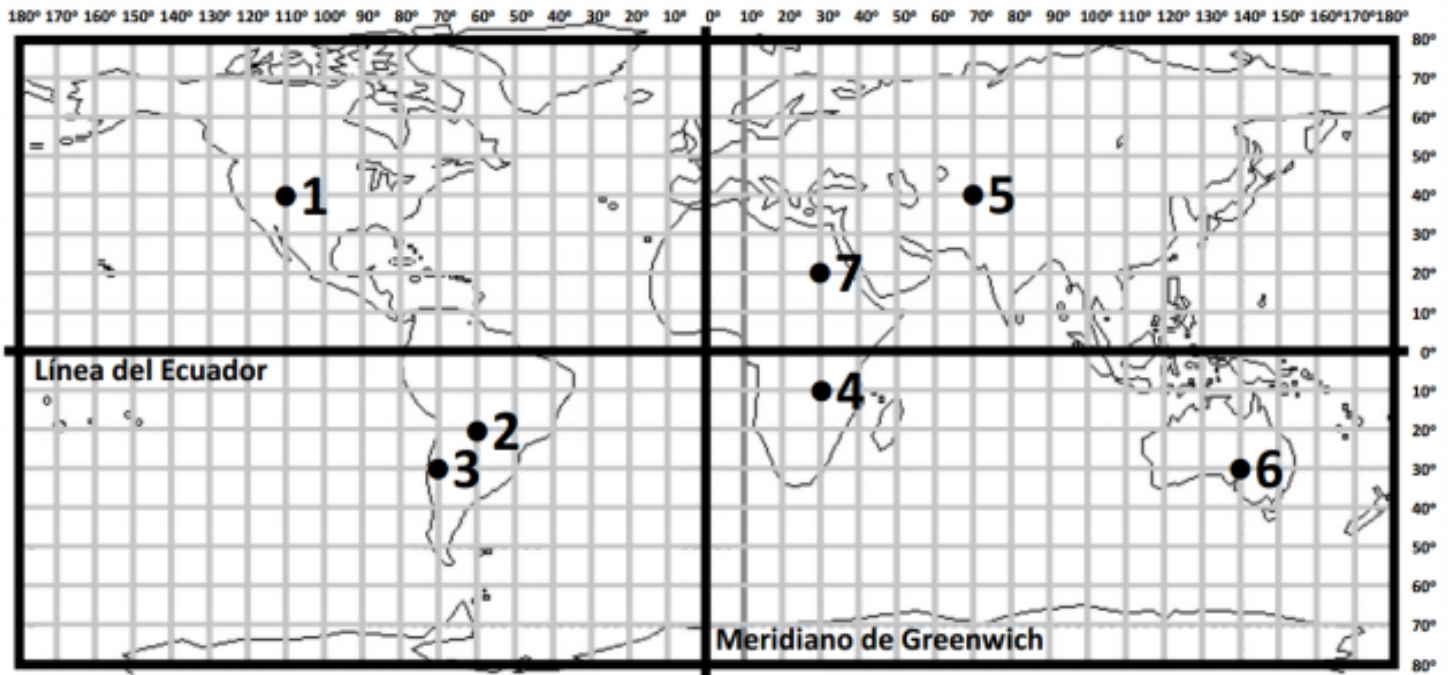 180º 170º 160º 150º 140º 130º 120º 110º 100º 90º 80º 70º 60º 50º 40º 30º 20º 10º 0º 10º 20º 30º 40º 50º 60º 70º 80º 90º 100º 110º 120º 130º 140º 150º 160º 170º 180º
80º
70º
60º
50º
1 5 40º
30º
7 20º
10º
0º
Línea del Ecuador
4 10º
2 20º
3 6 30º
40º
50º
60º
70º
Meridiano de Greenwich
80º